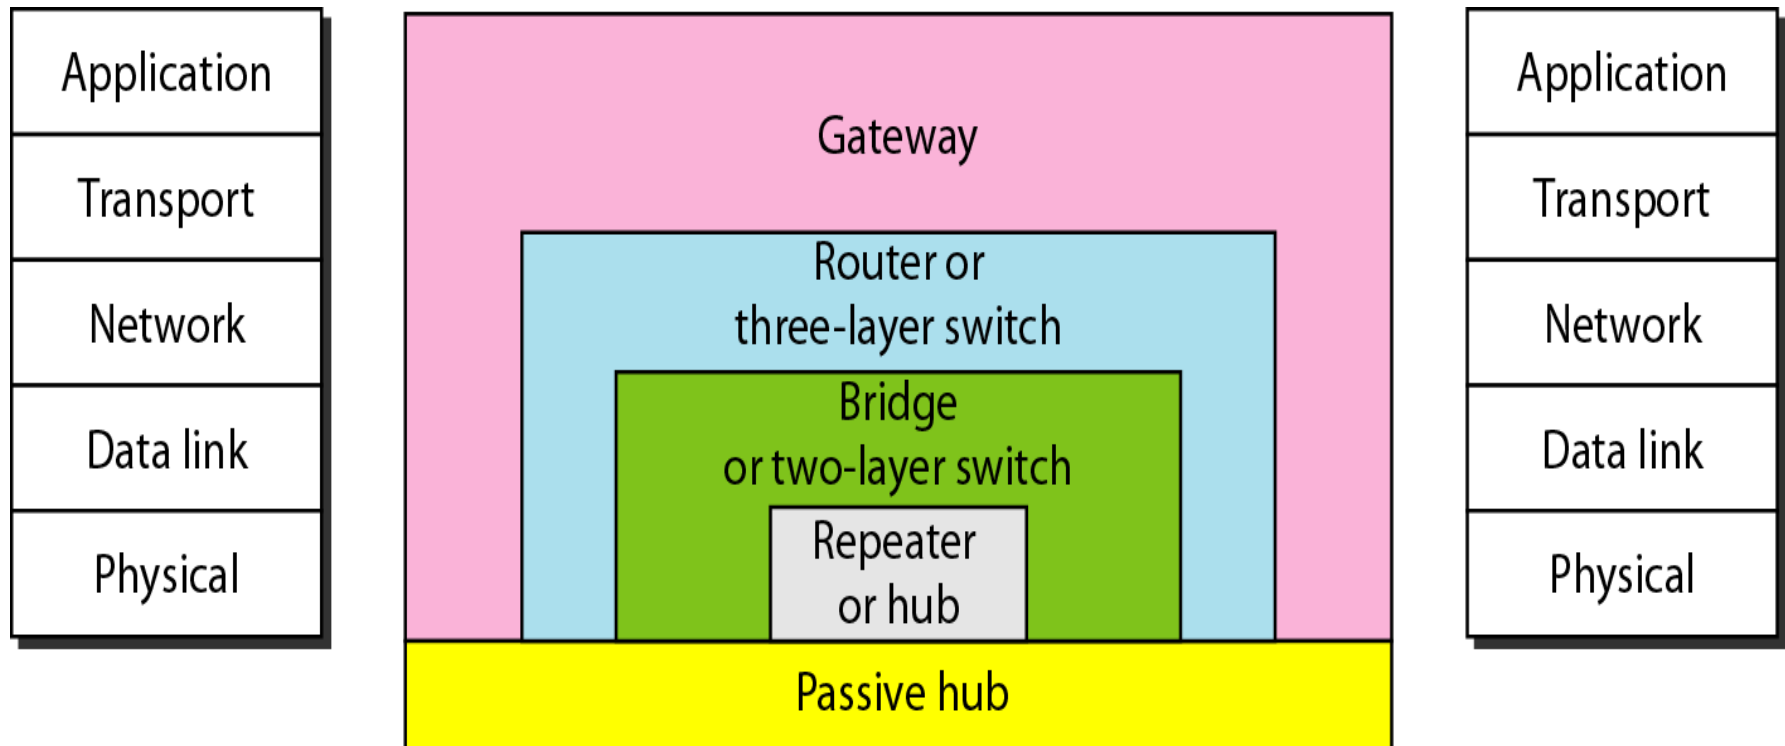 Application
Transport
Network
Data link
Physical
Gateway
Router or
three-layer switch
Bridge
or two-layer switch
Repeater
or hub
Passive hub
Application
Transport
Network
Data link
Physical